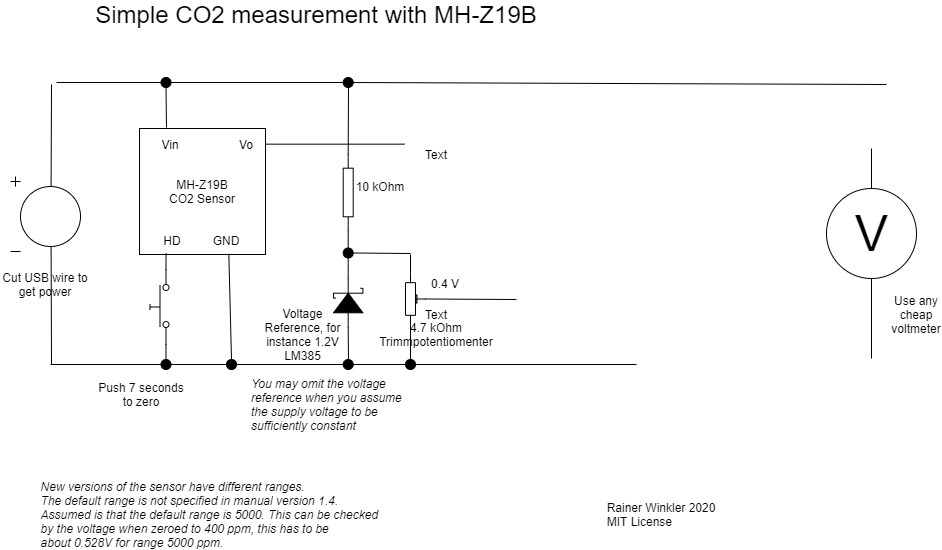 Simple CO2 measurement with MH-Z19B
Vin
Vo
Text
MH-Z19B
CO2 Sensor
HD
GND
+
−
Cut USB wire to
get power
10 kOhm
0.4 V
Text
4.7 kOhm
Trimmpotentiomenter
Voltage
Reference, for
instance 1.2V
LM385
V
Use any
cheap
voltmeter
Push 7 seconds
to zero
You may omit the voltage
reference when you assume
the supply voltage to be
sufficiently constant
New versions of the sensor have different ranges.
The default range is not specified in manual version 1.4.
Assumed is that the default range is 5000. This can be checked
by the voltage when zeroed to 400 ppm, this has to be
about 0.528V for range 5000 ppm.
Rainer Winkler 2020
MIT License